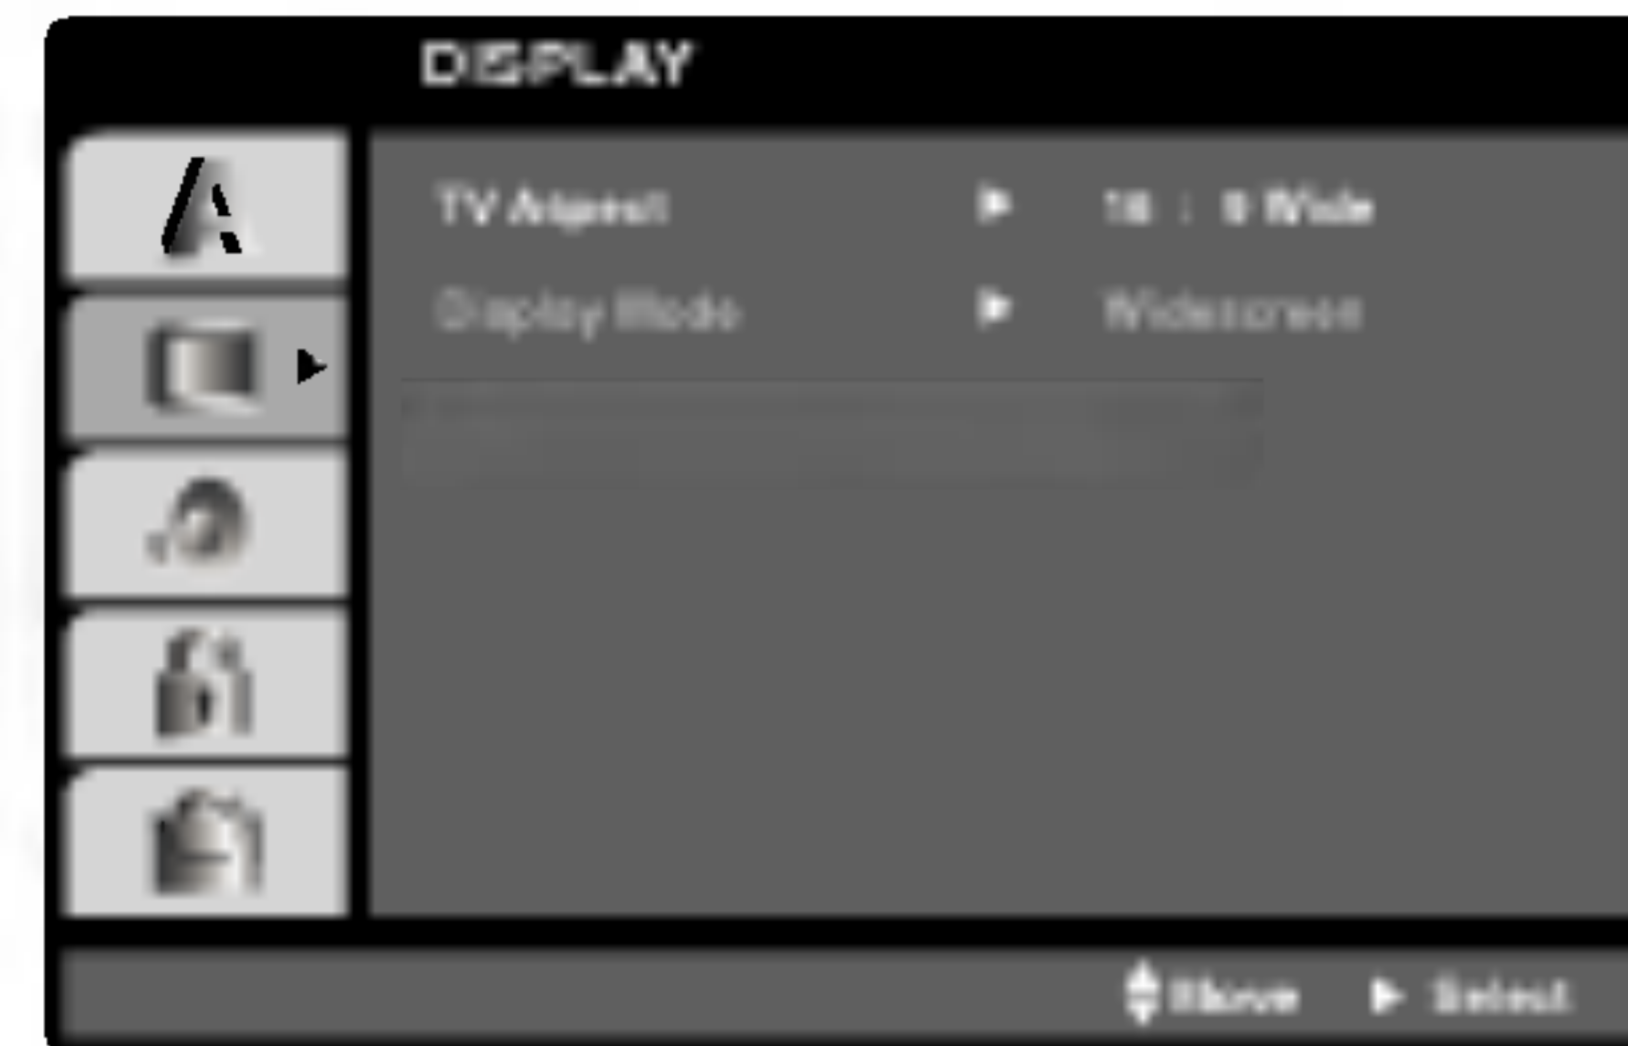 DISPLAY
TV Aspect ▶ 16 : 9 Wide
Display Mode ▶ Widescreen
Move ▶ Select